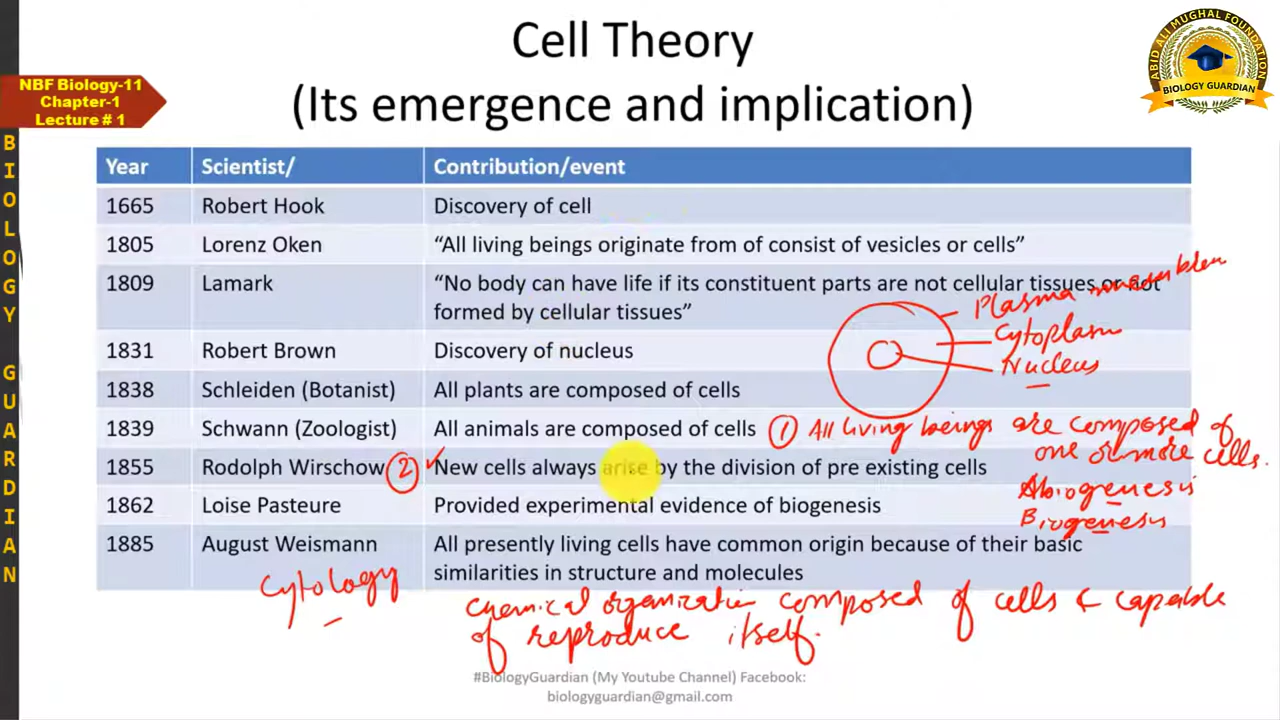 Cell Theory
(Its emergence and implication)
NBF Biology-11
Chapter-1
Lecture # 1
BIOLOGY GUARDIAN
ABID ALI MUGHAL FOUNDATION
BIOLOGY GUARDIAN
Year Scientist/ Contribution/event
1665 Robert Hook Discovery of cell
1805 Lorenz Oken “All living beings originate from of consist of vesicles or cells”
1809 Lamark “No body can have life if its constituent parts are not cellular tissues or not
formed by cellular tissues”
Plasma
Cytoplasm
Nucleus
1831 Robert Brown Discovery of nucleus
1838 Schleiden (Botanist) All plants are composed of cells
1839 Schwann (Zoologist) All animals are composed of cells
① All living beings are composed of
one or more cells.
1855 Rodolph Wirschow ② ✓ New cells always arise by the division of pre existing cells
Abiogenesis
Biogenesis
1862 Loise Pasteure Provided experimental evidence of biogenesis
1885 August Weismann All presently living cells have common origin because of their basic
similarities in structure and molecules
Cytology
chemical organization composed of cells & capable
of reproduce itself.
#BiologyGuardian (My Youtube Channel) Facebook:
biologyguardian@gmail.com